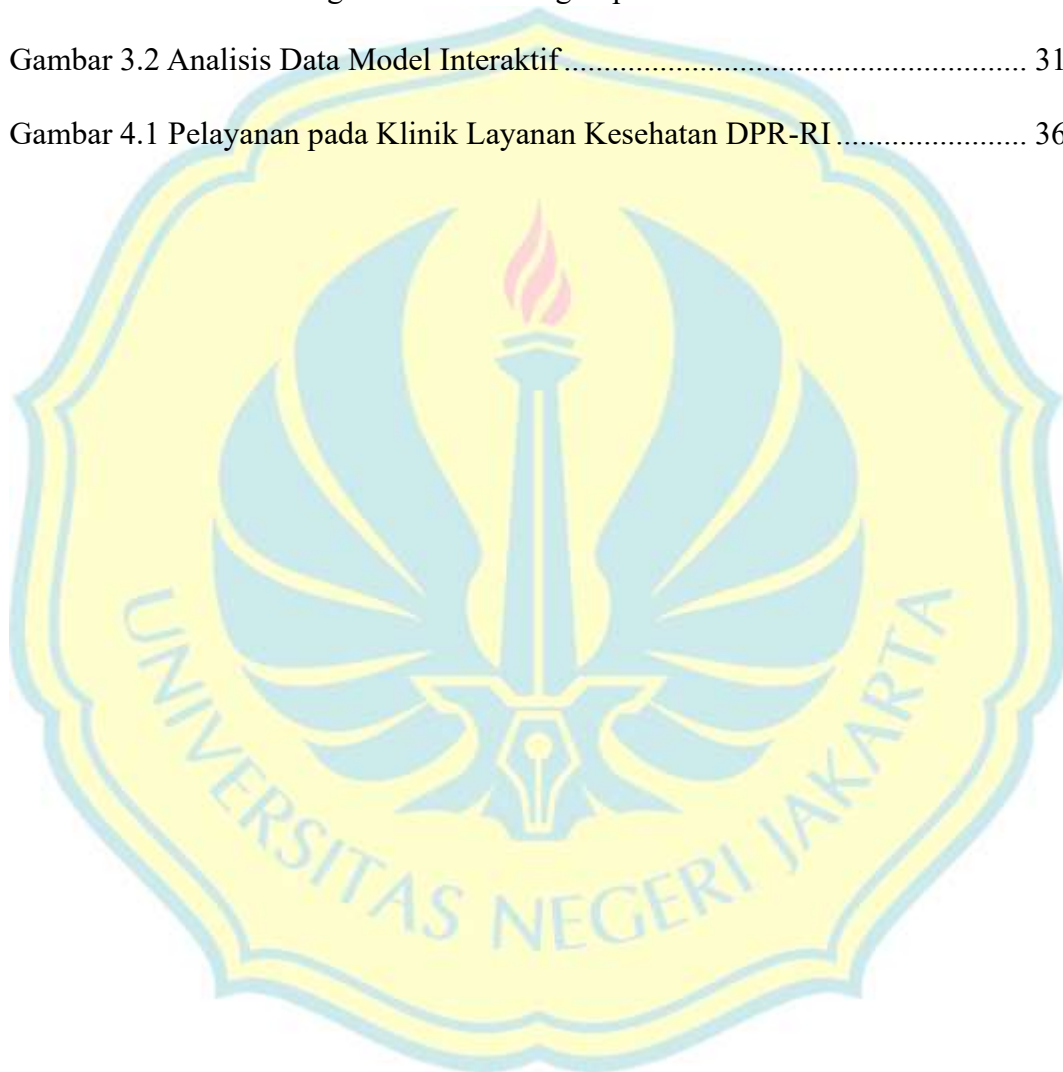 Gambar 3.2 Analisis Data Model Interaktif.......................................................... 31
Gambar 4.1 Pelayanan pada Klinik Layanan Kesehatan DPR-RI........................ 36
UNIVERSITAS NEGERI JAKARTA